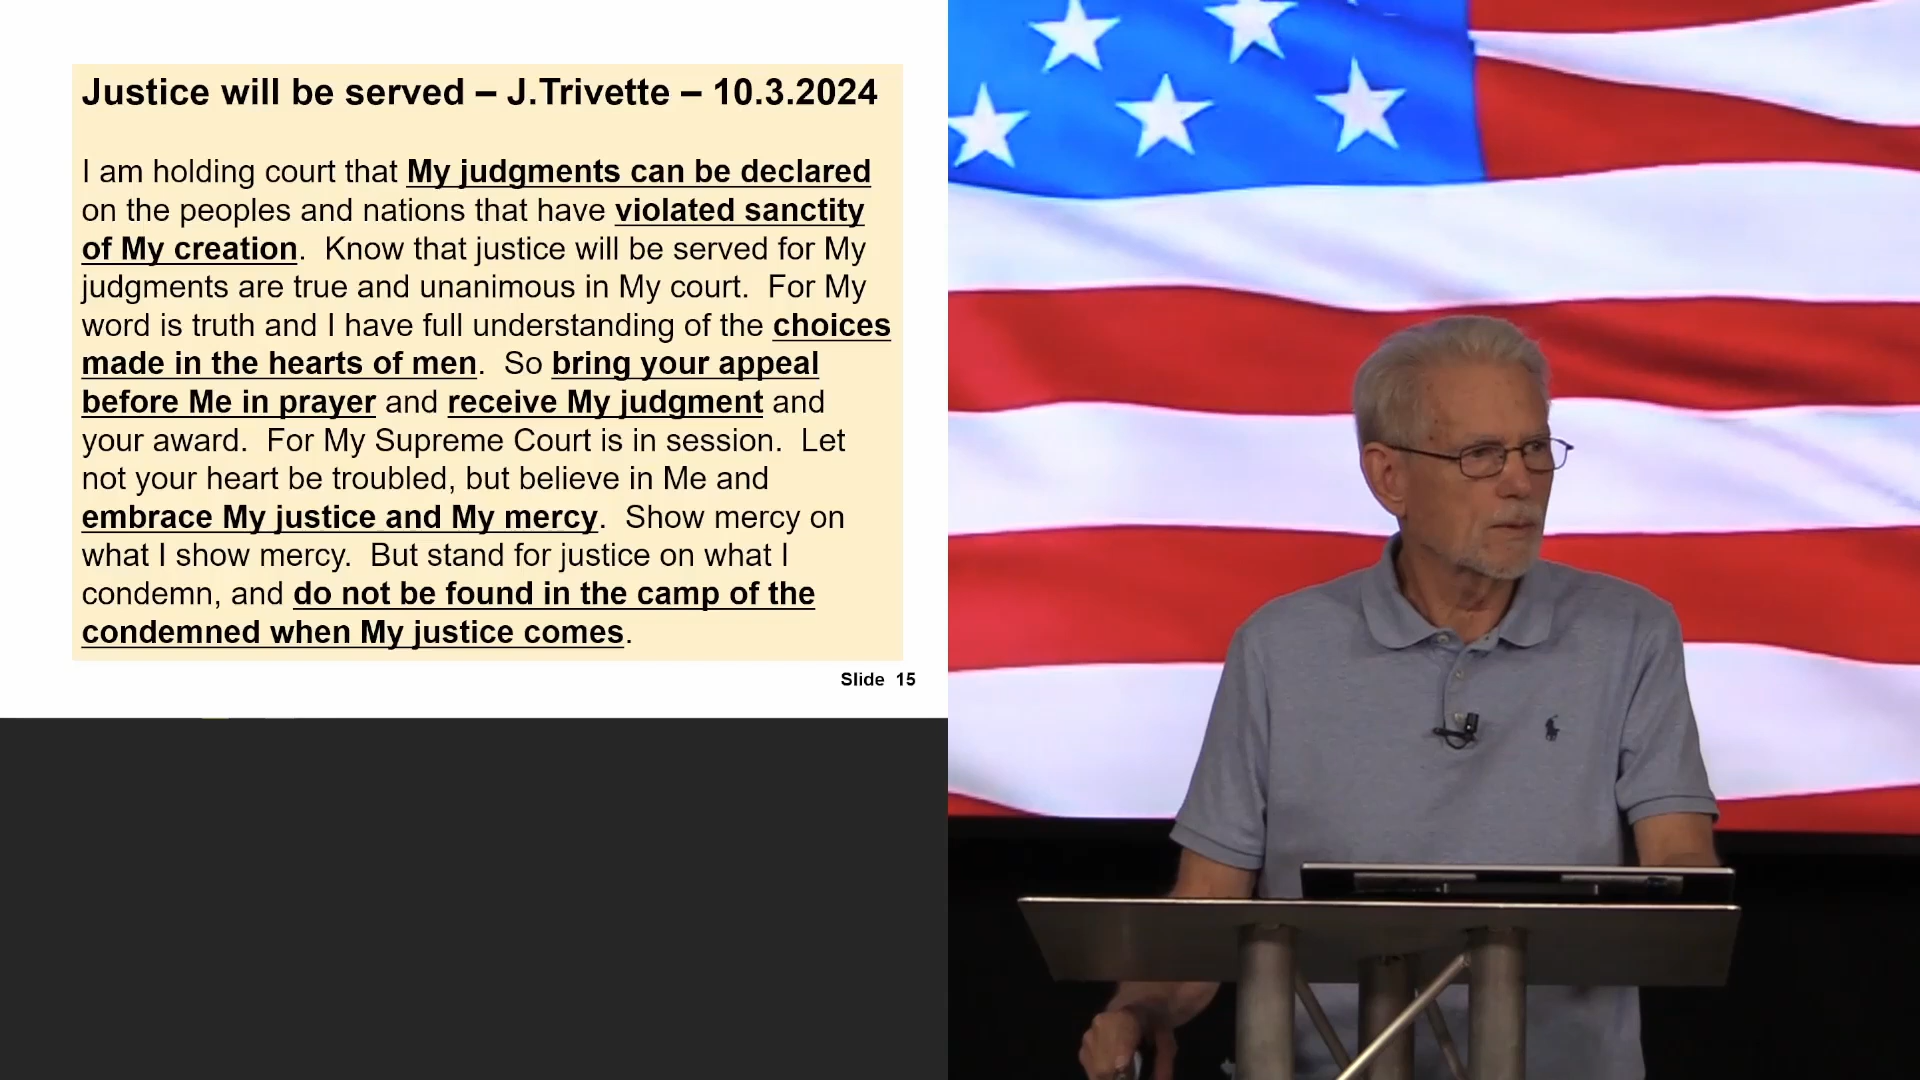 Justice will be served – J.Trivette – 10.3.2024
I am holding court that My judgments can be declared
on the peoples and nations that have violated sanctity
of My creation.  Know that justice will be served for My
judgments are true and unanimous in My court.  For My
word is truth and I have full understanding of the choices
made in the hearts of men.  So bring your appeal
before Me in prayer and receive My judgment and
your award.  For My Supreme Court is in session.  Let
not your heart be troubled, but believe in Me and
embrace My justice and My mercy.  Show mercy on
what I show mercy.  But stand for justice on what I
condemn, and do not be found in the camp of the
condemned when My justice comes.
Slide  15